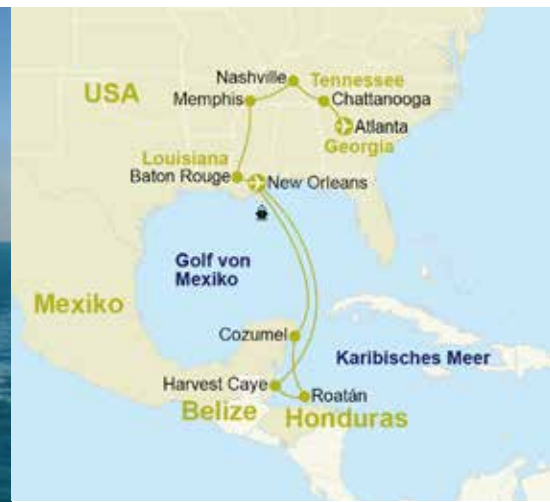 Nashville
Tennessee
USA
Memphis
Chattanooga
Atlanta
Georgia
Louisiana
Baton Rouge
New Orleans
Golf von
Mexiko
Mexiko
Cozumel
Karibisches Meer
Harvest Caye
Roatán
Belize
Honduras